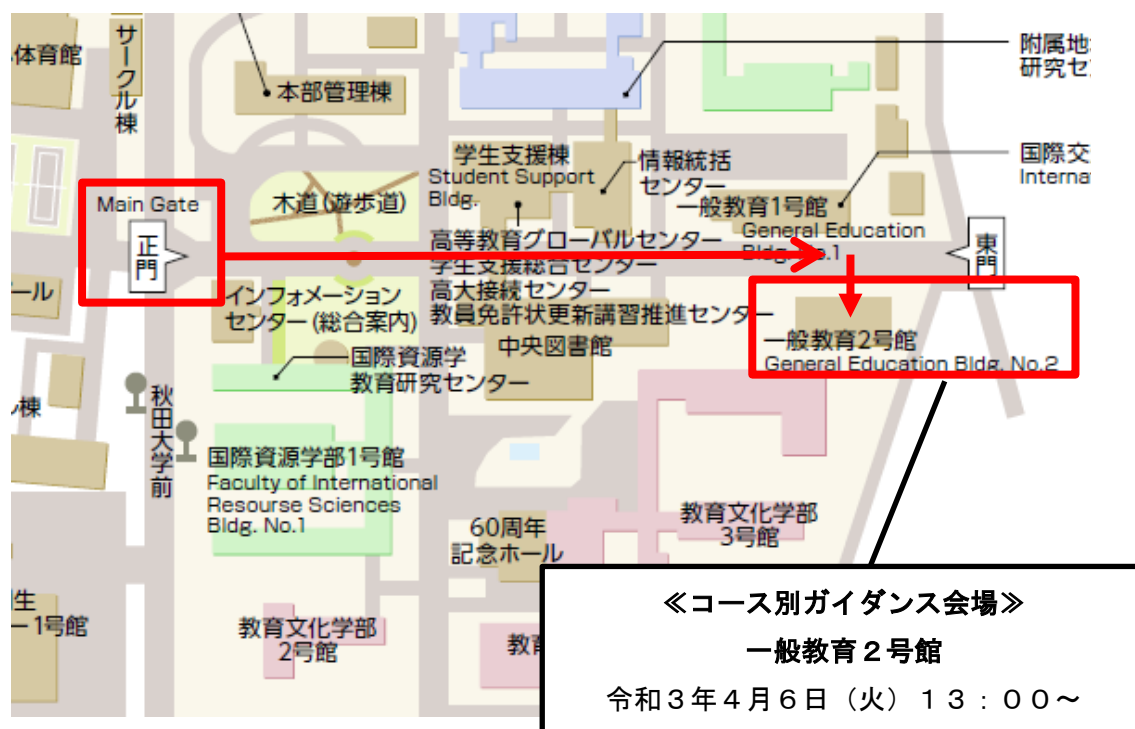 サークル棟
体育館
本部管理棟
附属地
研究セ
学生支援棟
Student Support
Bldg.
情報統括
センター
国際交
Interna
一般教育1号館
General Education
Bldg. No.1
Main Gate
正門
木道(遊歩道)
東門
高等教育グローバルセンター
学生支援総合センター
高大接続センター
教員免許状更新講習推進センター
ール
インフォメーション
センター(総合案内)
中央図書館
一般教育2号館
General Education Bldg. No.2
国際資源学
教育研究センター
ル棟
秋田大学前
国際資源学部1号館
Faculty of International
Resourse Sciences
Bldg. No.1
60周年
記念ホール
教育文化学部
3号館
生
ー1号館
教育文化学部
2号館
教育
≪コース別ガイダンス会場≫
一般教育2号館
令和3年4月6日(火)13:00~